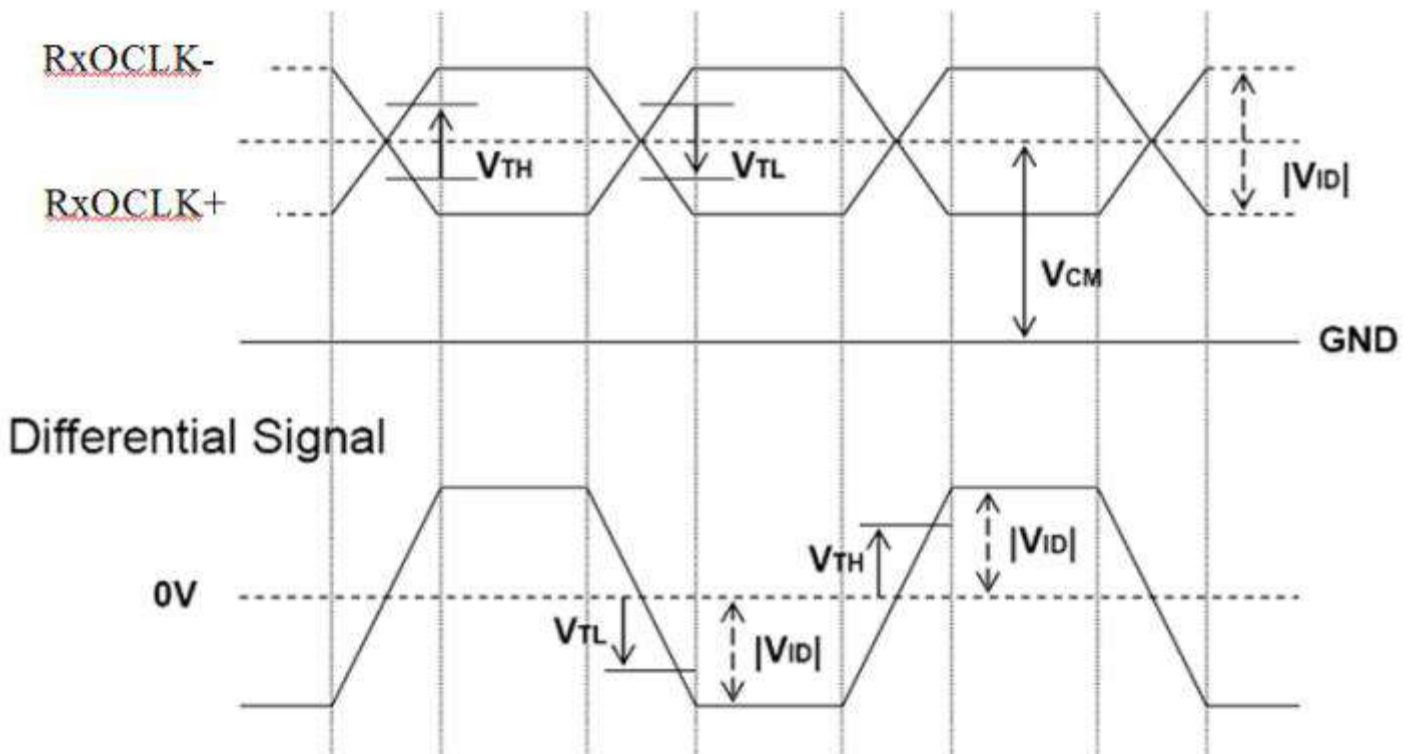 RxOCLK-
VTH
VTL
|VID|
RxOCLK+
VCM
GND
Differential Signal
VTH
|VID|
0V
VTL
|VID|